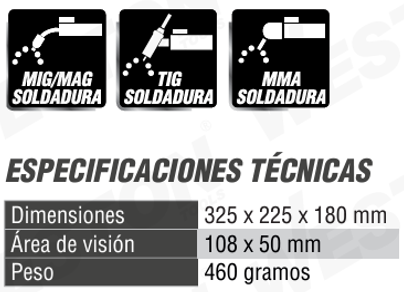 MIG/MAG SOLDADURA
TIG SOLDADURA
MMA SOLDADURA
ESPECIFICACIONES TÉCNICAS
Dimensiones 325 x 225 x 180 mm
Área de visión 108 x 50 mm
Peso 460 gramos